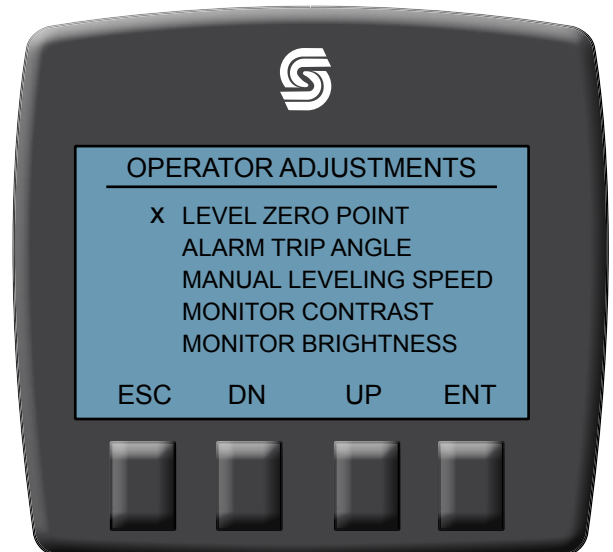 OPERATOR ADJUSTMENTS
X LEVEL ZERO POINT
ALARM TRIP ANGLE
MANUAL LEVELING SPEED
MONITOR CONTRAST
MONITOR BRIGHTNESS
ESC DN UP ENT